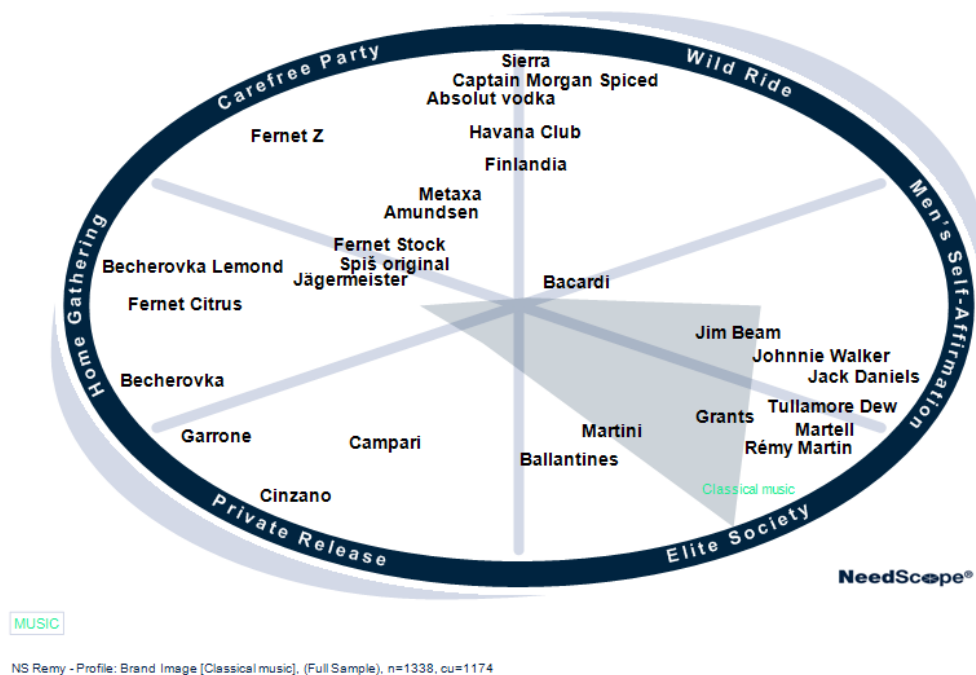 Carefree Party
Wild Ride
Men's Self-Affirmation
Elite Society
Private Release
Home Gathering
Sierra
Captain Morgan Spiced
Absolut vodka
Havana Club
Fernet Z
Finlandia
Metaxa
Amundsen
Fernet Stock
Spiš original
Becherovka Lemond
Jägermeister
Bacardi
Fernet Citrus
Jim Beam
Johnnie Walker
Jack Daniels
Becherovka
Tullamore Dew
Grants
Martell
Martini
Garrone
Campari
Rémy Martin
Ballantines
Classical music
Cinzano
NeedScope®
MUSIC
NS Remy - Profile: Brand Image [Classical music], (Full Sample), n=1338, cu=1174